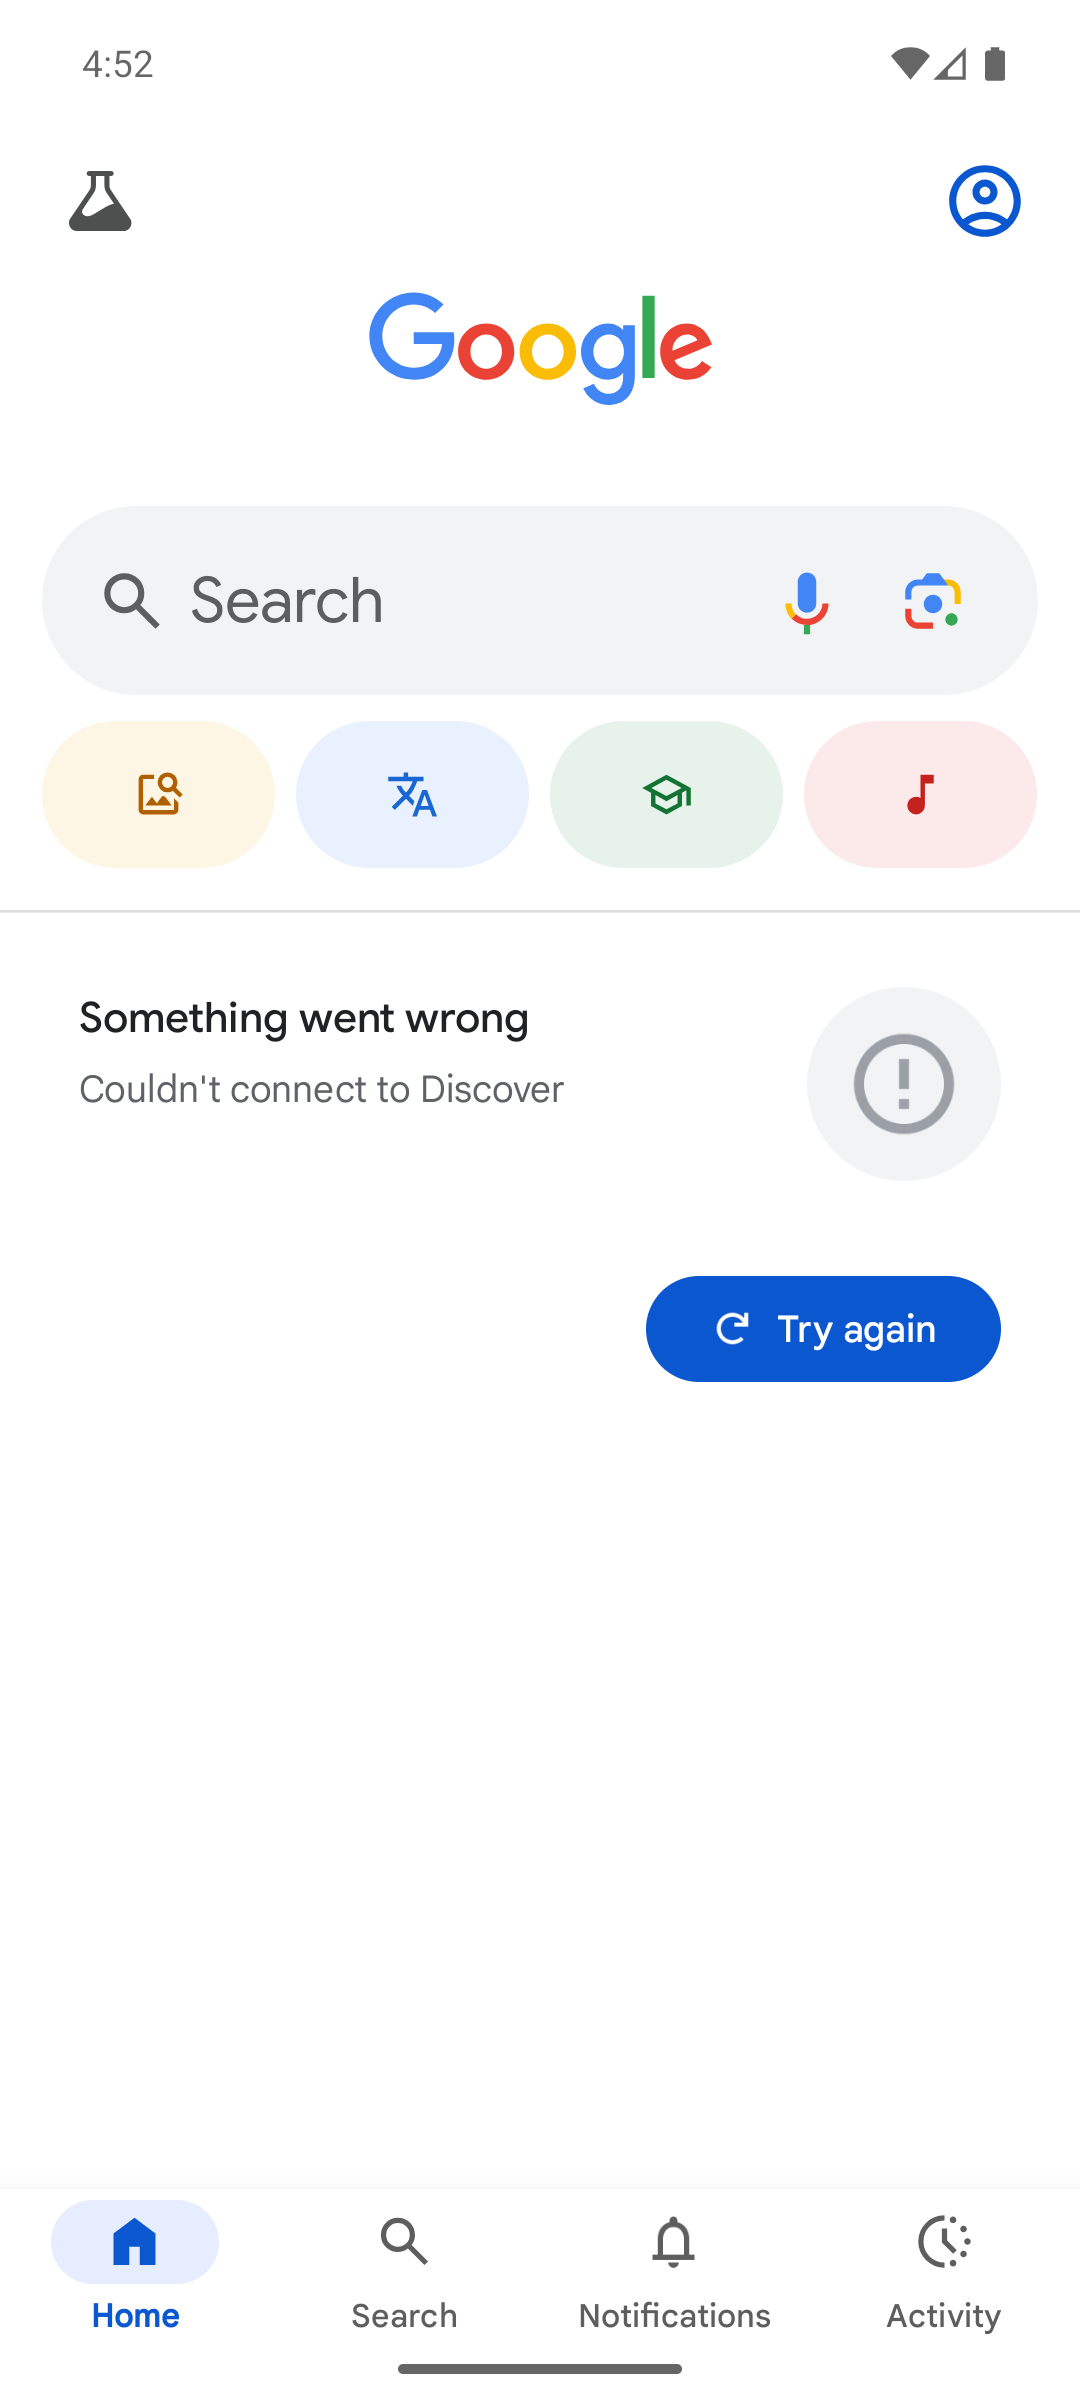 4:52
Google
Search
Something went wrong
Couldn't connect to Discover
Try again
Home
Search
Notifications
Activity